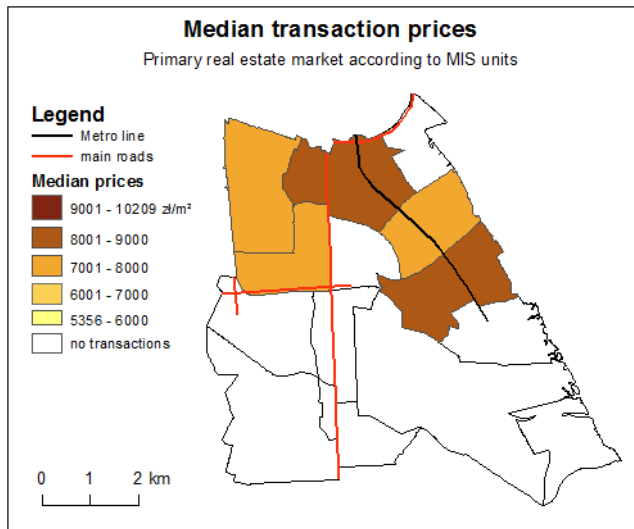 Median transaction prices
Primary real estate market according to MIS units
Legend
Metro line
main roads
Median prices
9001 - 10209 zł/m²
8001 - 9000
7001 - 8000
6001 - 7000
5356 - 6000
no transactions
0 1 2 km